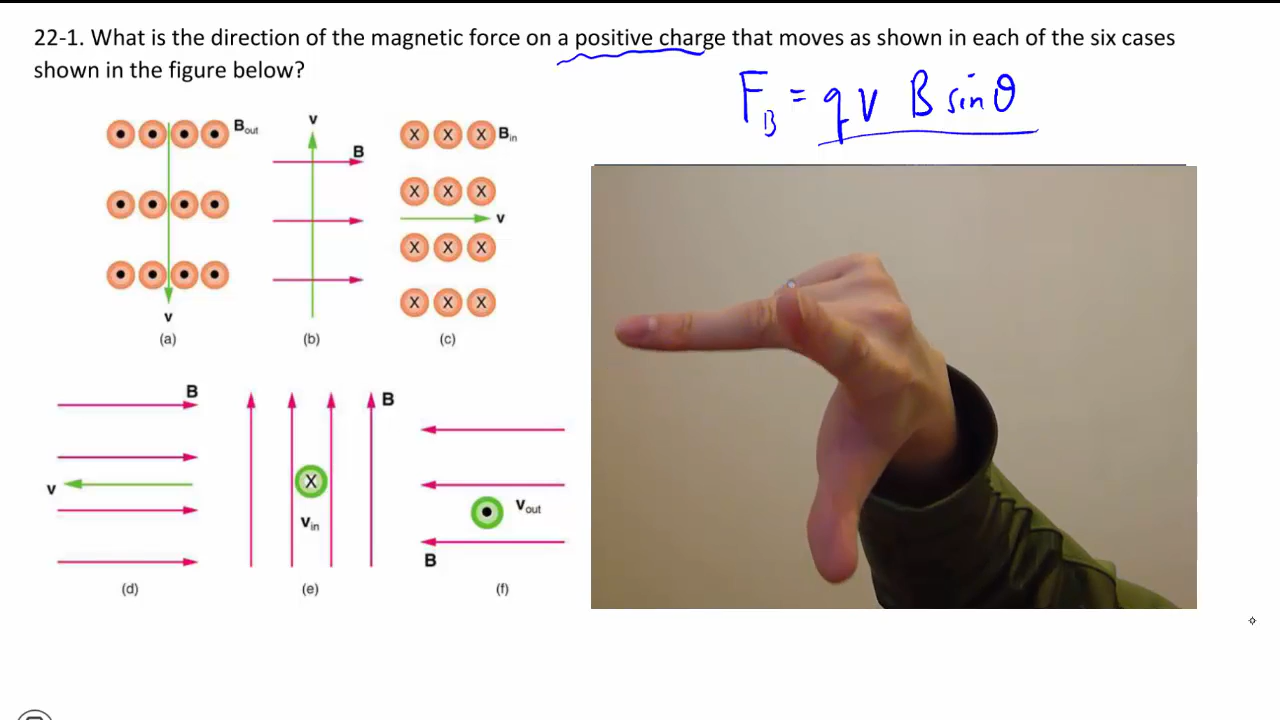 22-1. What is the direction of the magnetic force on a positive charge that moves as shown in each of the six cases
shown in the figure below?
F_B = qv B sinθ
B_out
v
(a)
v
B
(b)
X X X B_in
X X X
v
X X X
X X X
(c)
B
v
(d)
B
X
v_in
(e)
v_out
B
(f)